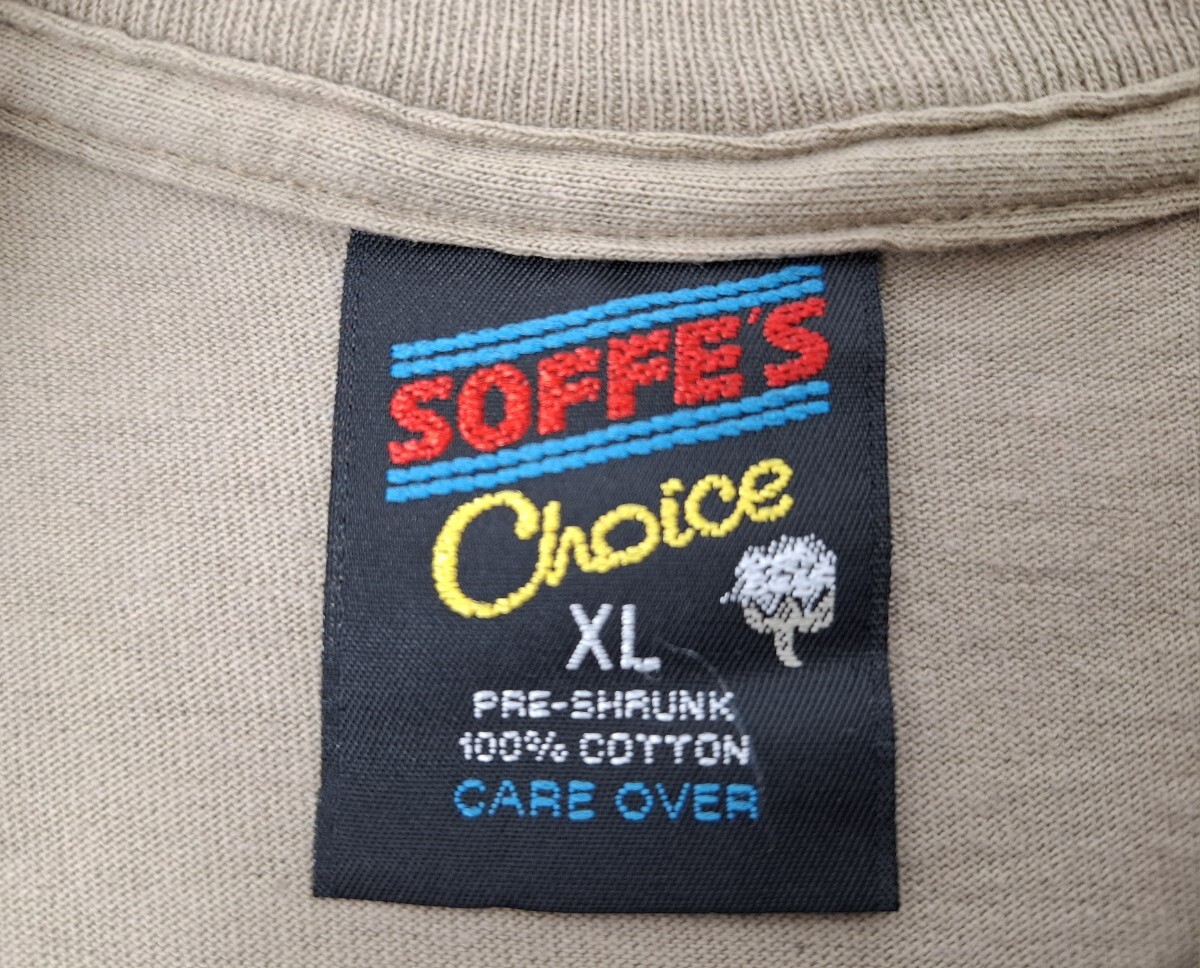 SOFFE'S
Choice
XL
PRE-SHRUNK
100% COTTON
CARE OVER